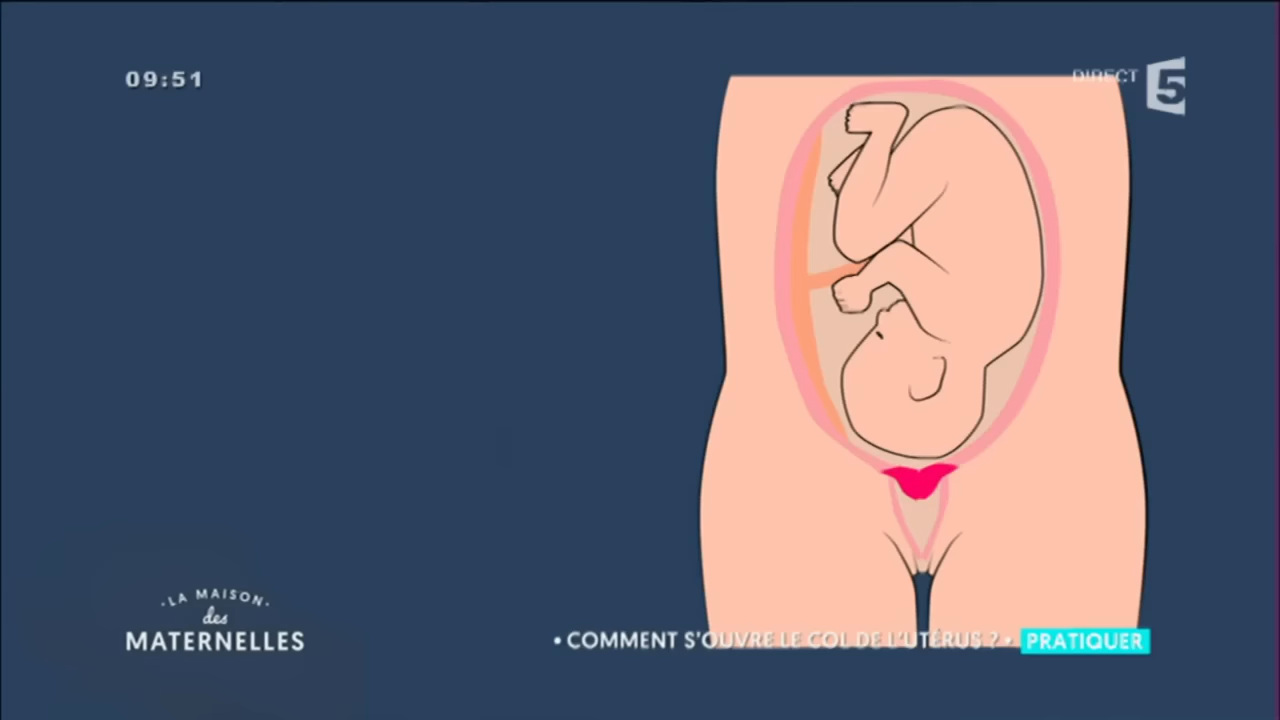 09:51
DIRECT 5
·LA MAISON·
des
MATERNELLES
• COMMENT S'OUVRE LE COL DE L'UTÉRUS ? • PRATIQUER